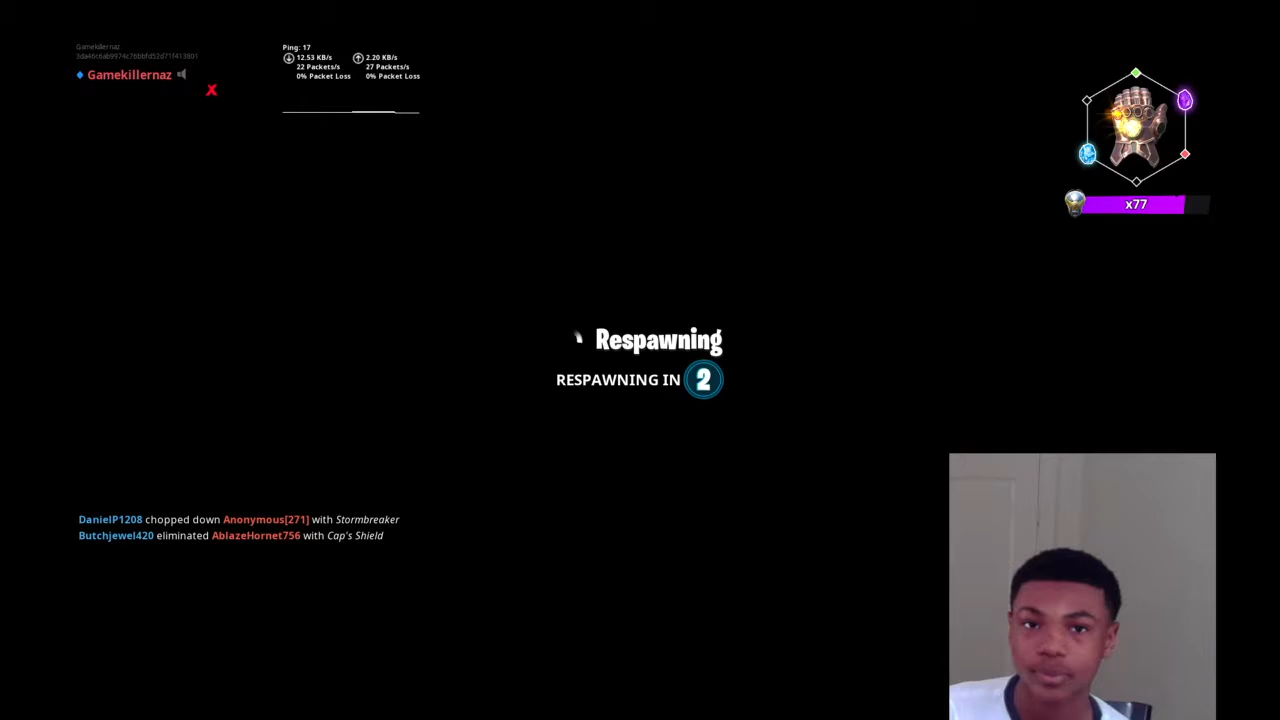 Gamekillernaz
Gamekillernaz
X
Ping: 17
12.53 KB/s 2.20 KB/s
22 Packets/s 27 Packets/s
0% Packet Loss 0% Packet Loss
x77
Respawning
RESPAWNING IN 2
DanielP1208 chopped down Anonymous[271] with Stormbreaker
Butchjewel420 eliminated AblazeHornet756 with Cap's Shield